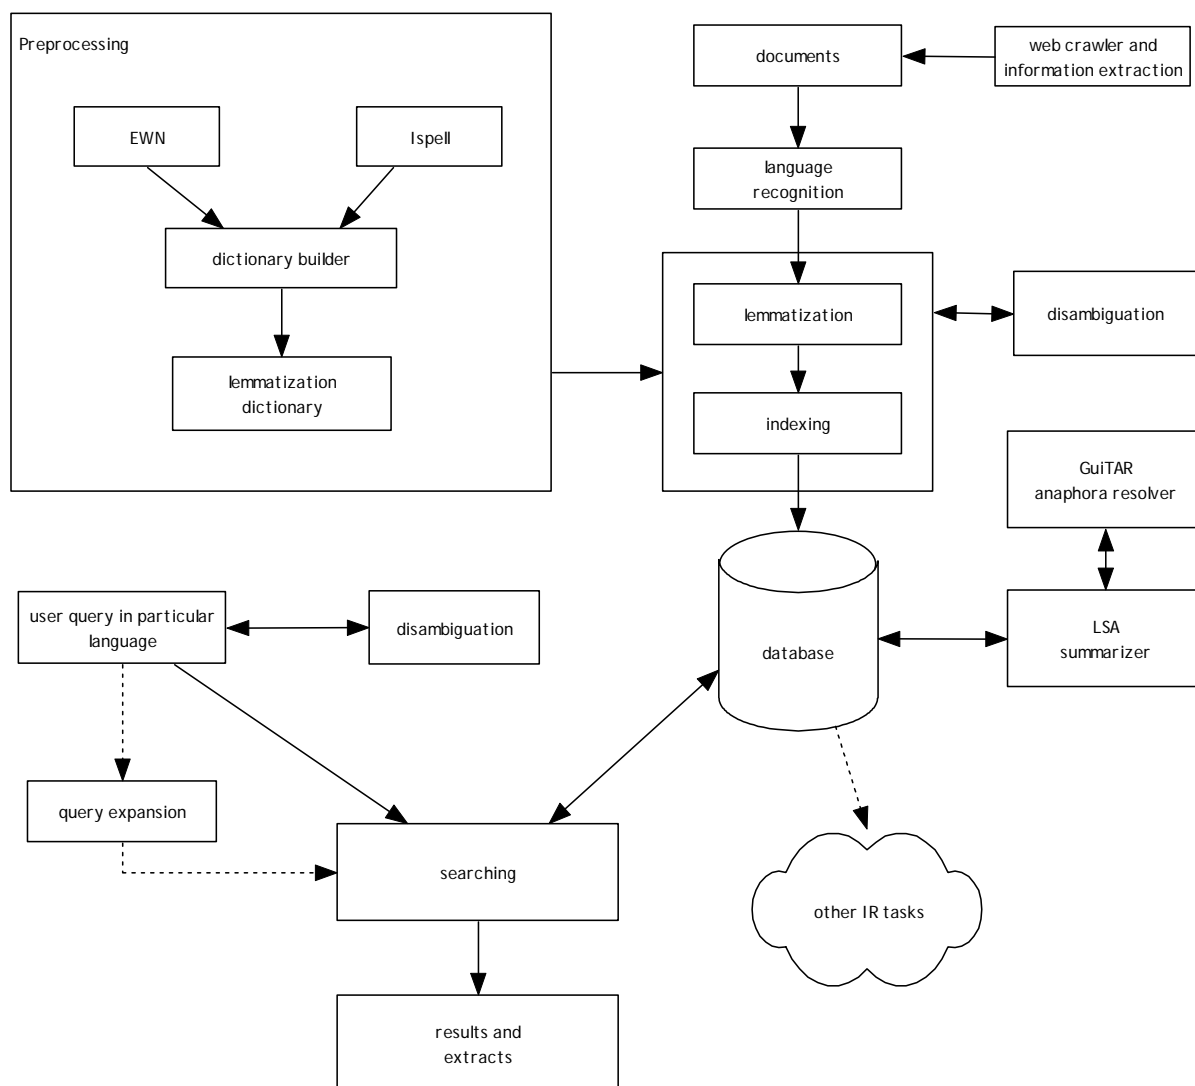 Preprocessing
EWN
Ispell
dictionary builder
lemmatization
dictionary
documents
web crawler and
information extraction
language
recognition
lemmatization
indexing
disambiguation
GuiTAR
anaphora resolver
LSA
summarizer
database
user query in particular
language
disambiguation
query expansion
searching
other IR tasks
results and
extracts